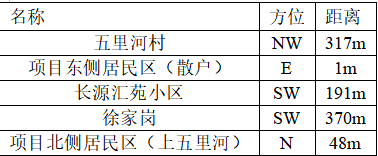 名称 方位 距离
五里河村 NW 317m
项目东侧居民区（散户） E 1m
长源汇苑小区 SW 191m
徐家岗 SW 370m
项目北侧居民区（上五里河） N 48m